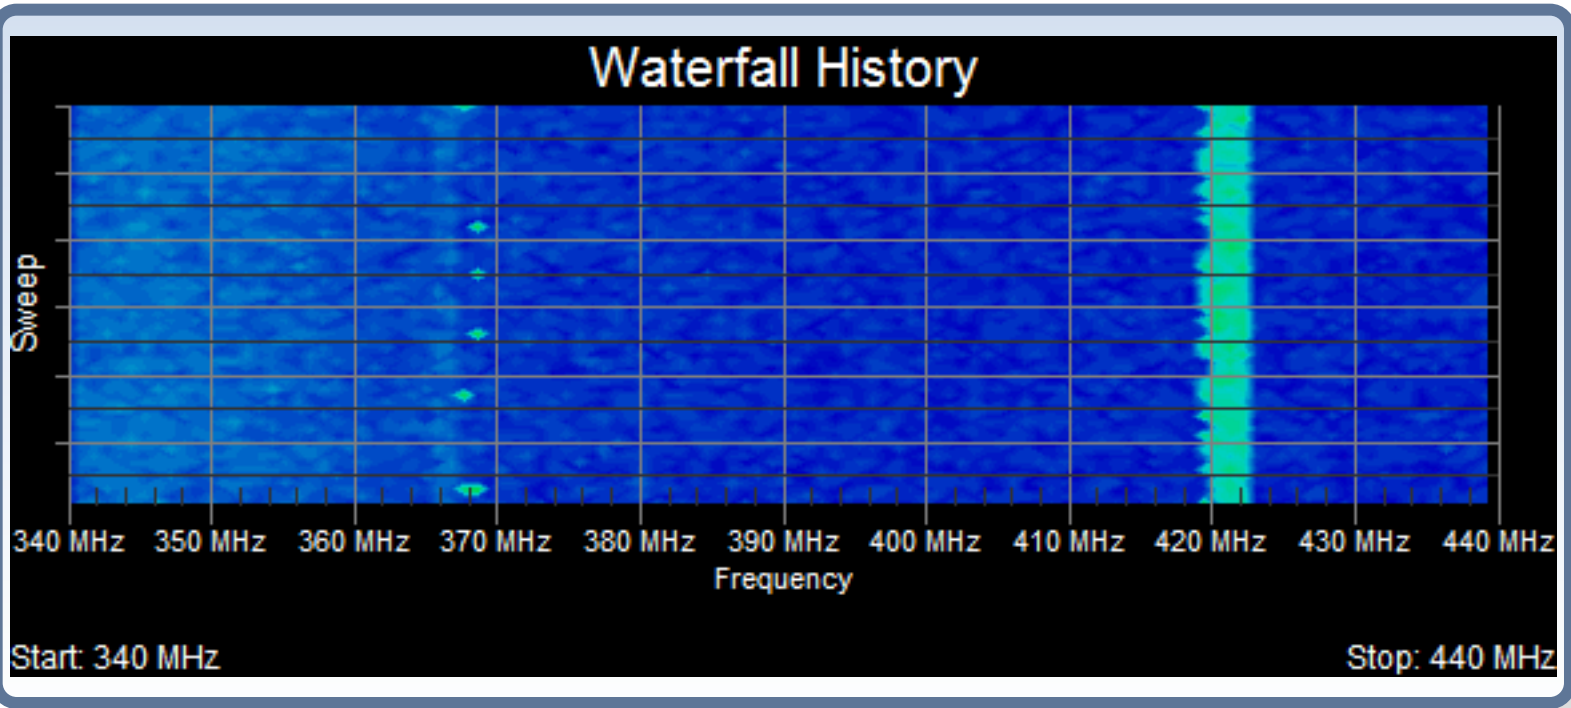 Waterfall History
Sweep
340 MHz 350 MHz 360 MHz 370 MHz 380 MHz 390 MHz 400 MHz 410 MHz 420 MHz 430 MHz 440 MHz
Frequency
Start: 340 MHz Stop: 440 MHz